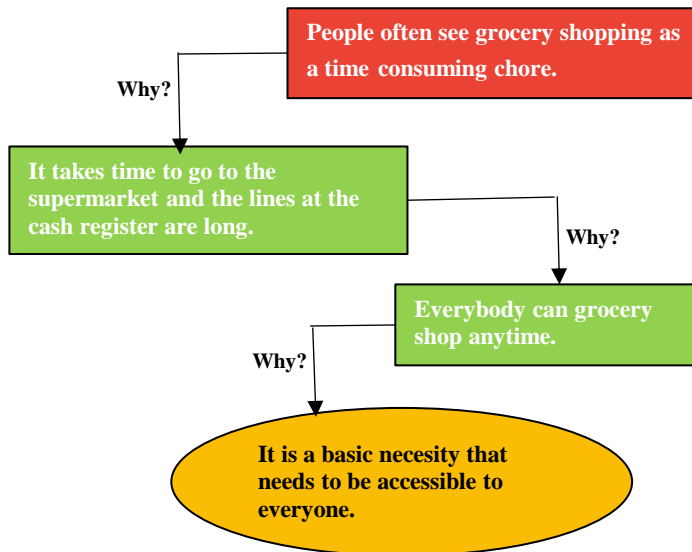 People often see grocery shopping as
a time consuming chore.
Why?
It takes time to go to the
supermarket and the lines at the
cash register are long.
Why?
Everybody can grocery
shop anytime.
Why?
It is a basic necesity that
needs to be accessible to
everyone.